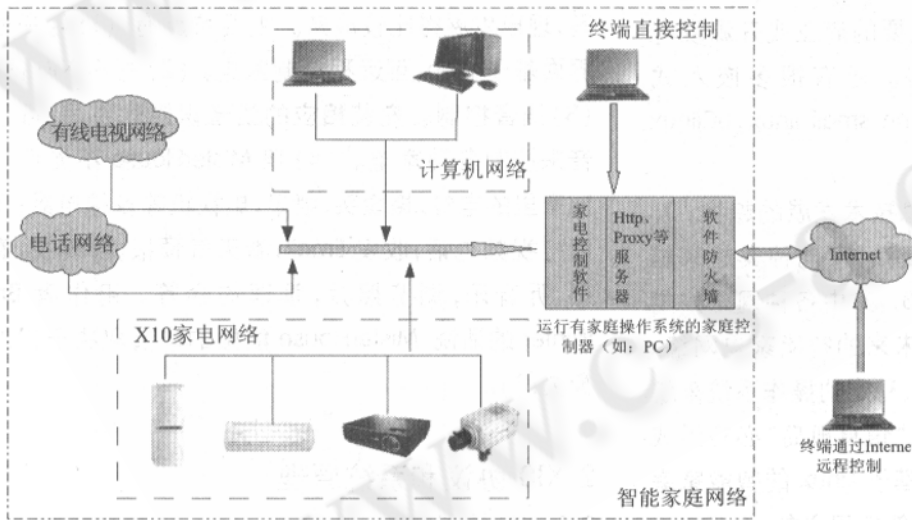 终端直接控制
有线电视网络
计算机网络
电话网络
家电控制软件
Http、
Proxy等
服
务
器
软件防火墙
Internet
运行有家庭操作系统的家庭控
制器（如：PC）
X10家电网络
终端通过Internet
远程控制
智能家庭网络